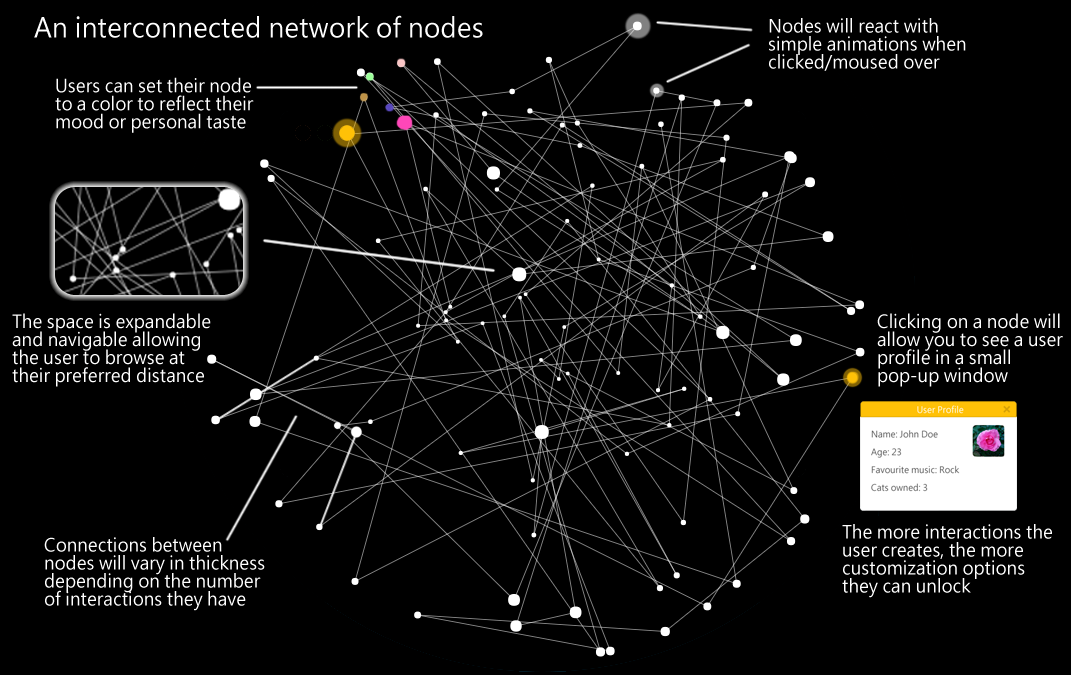 An interconnected network of nodes
Nodes will react with
simple animations when
clicked/moused over
Users can set their node
to a color to reflect their
mood or personal taste
The space is expandable
and navigable allowing
the user to browse at
their preferred distance
Clicking on a node will
allow you to see a user
profile in a small
pop-up window
User Profile
Name: John Doe
Age: 23
Favourite music: Rock
Cats owned: 3
Connections between
nodes will vary in thickness
depending on the number
of interactions they have
The more interactions the
user creates, the more
customization options
they can unlock